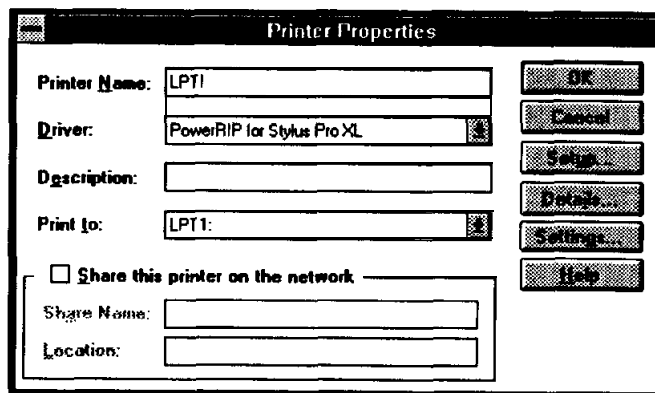 Printer Properties
Printer Name: LPT!
OK
Driver: PowerRIP for Stylus Pro XL
Cancel
Setup...
Description:
Details...
Print to: LPT1:
Settings...
Share this printer on the network
Help
Share Name:
Location: